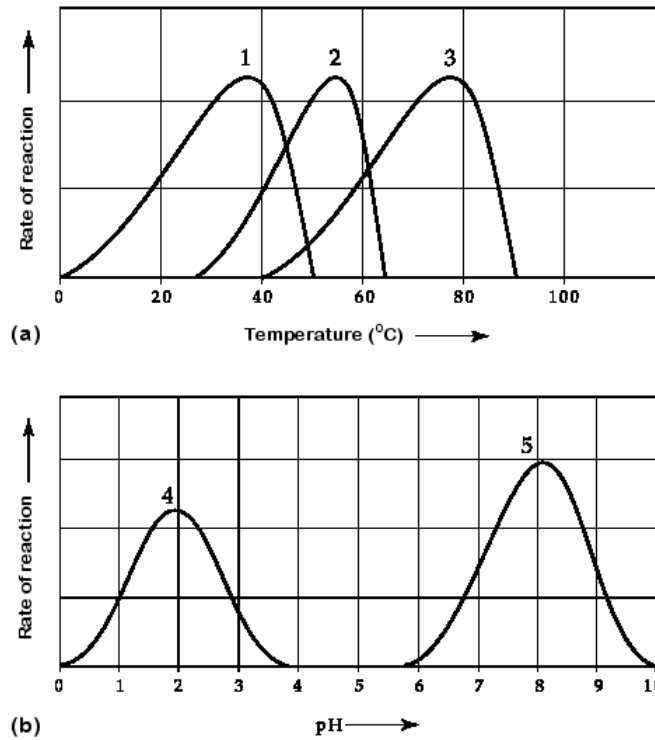 1 2 3
Rate of reaction
0 20 40 60 80 100
(a) Temperature (°C)
5
4
Rate of reaction
0 1 2 3 4 5 6 7 8 9 10
(b) pH